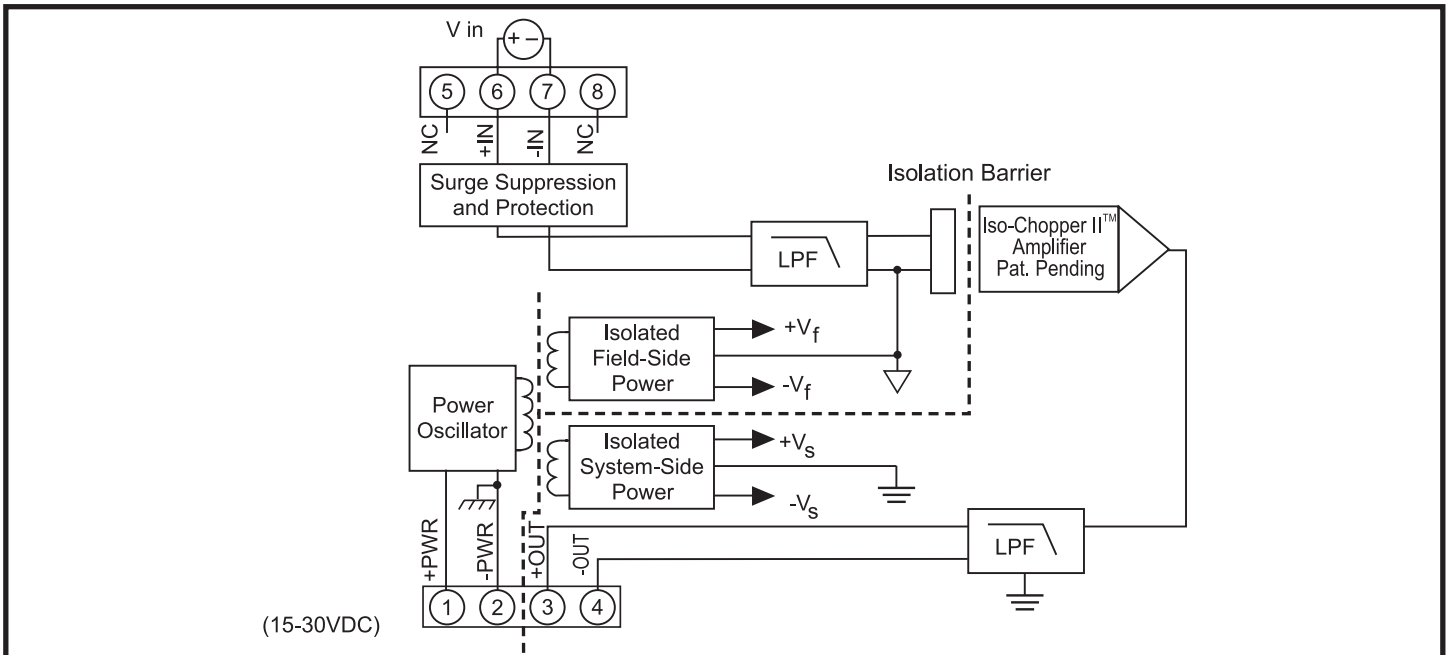 V in
+ −
5 6 7 8
NC +IN -IN NC
Surge Suppression
and Protection
Isolation Barrier
LPF
Iso-Chopper II™
Amplifier
Pat. Pending
Isolated
Field-Side
Power
+Vf
-Vf
Power
Oscillator
Isolated
System-Side
Power
+Vs
-Vs
LPF
+PWR -PWR +OUT -OUT
1 2 3 4
(15-30VDC)